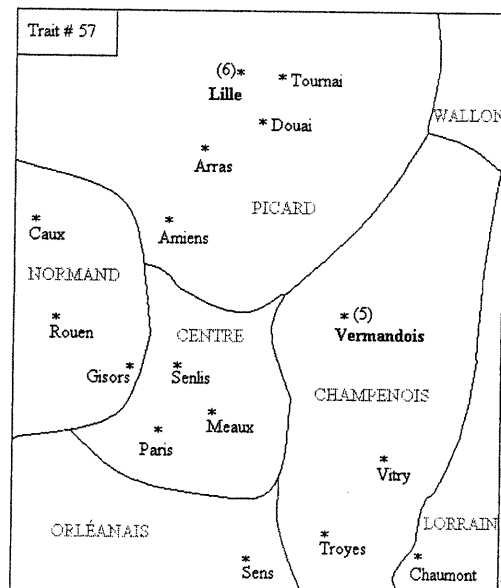 Trait # 57
(6)*
Lille
* Tournai
* Douai
WALLON
*
Arras
PICARD
*
Caux
*
Amiens
NORMAND
*
Rouen
CENTRE
*(5)
Vermandois
Gisors *
*
Senlis
CHAMPENOIS
*
Meaux
*
Paris
*
Vitry
ORLÉANAIS
LORRAIN
*
Troyes
*
Sens
*
Chaumont